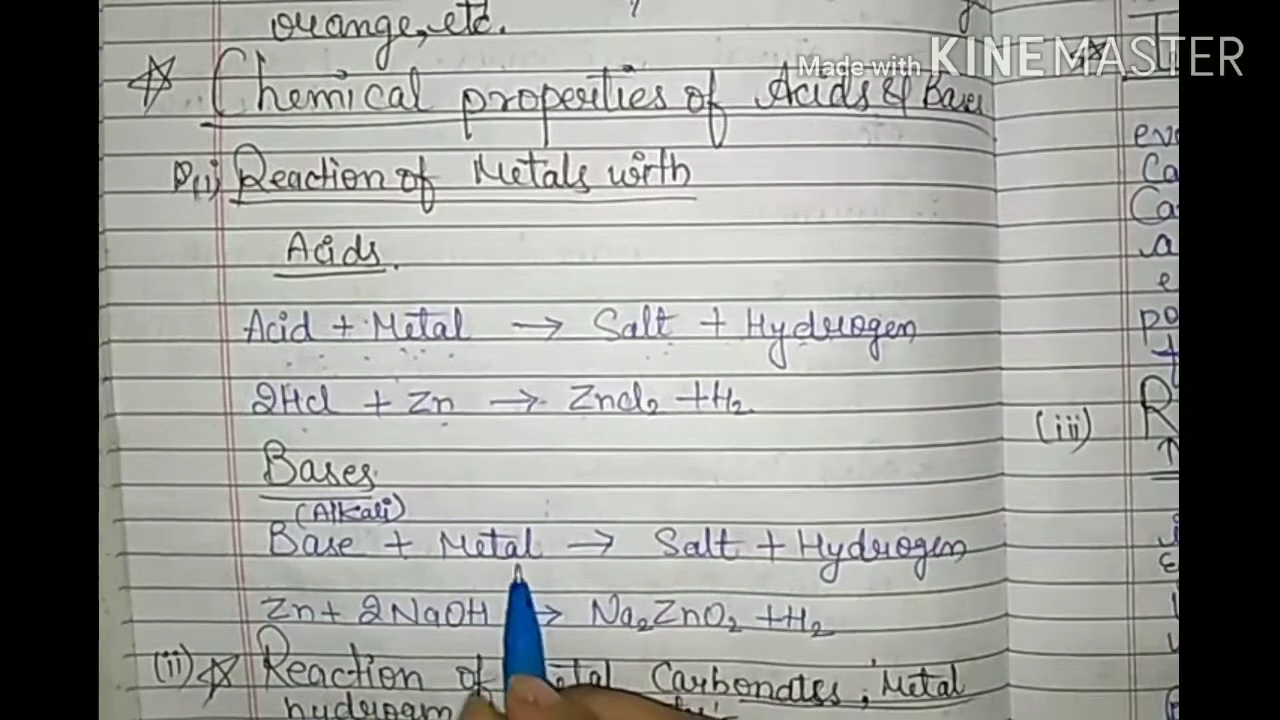 orange, etc.
Made with KINEMASTER
☆ Chemical properties of Acids & Bases
(i) Reaction of Metals with
Acids.
Acid + Metal → Salt + Hydrogen
2Hcl + Zn → Zncl₂ + H₂.
Bases
(Alkali)
Base + Metal → Salt + Hydrogen
Zn + 2NaOH → Na₂ZnO₂ + H₂
(ii) ☆ Reaction of Metal Carbonates, Metal
(iii)